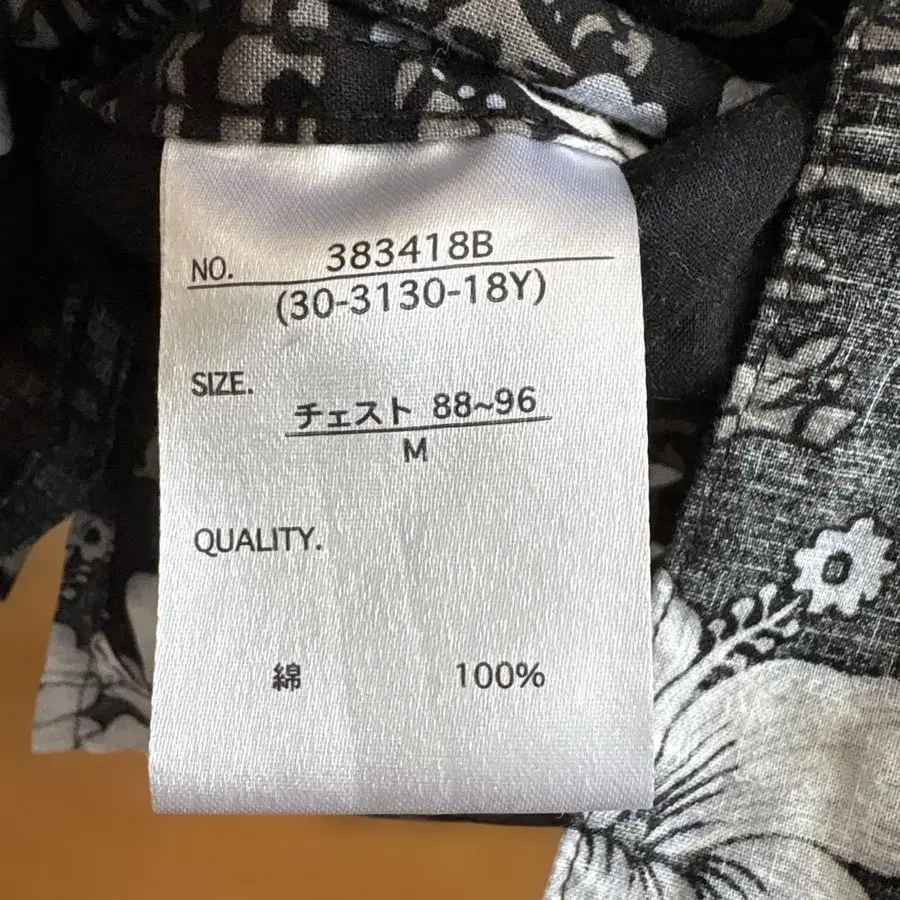 NO. 383418B
(30-3130-18Y)
SIZE.
チェスト 88~96
M
QUALITY.
綿 100%